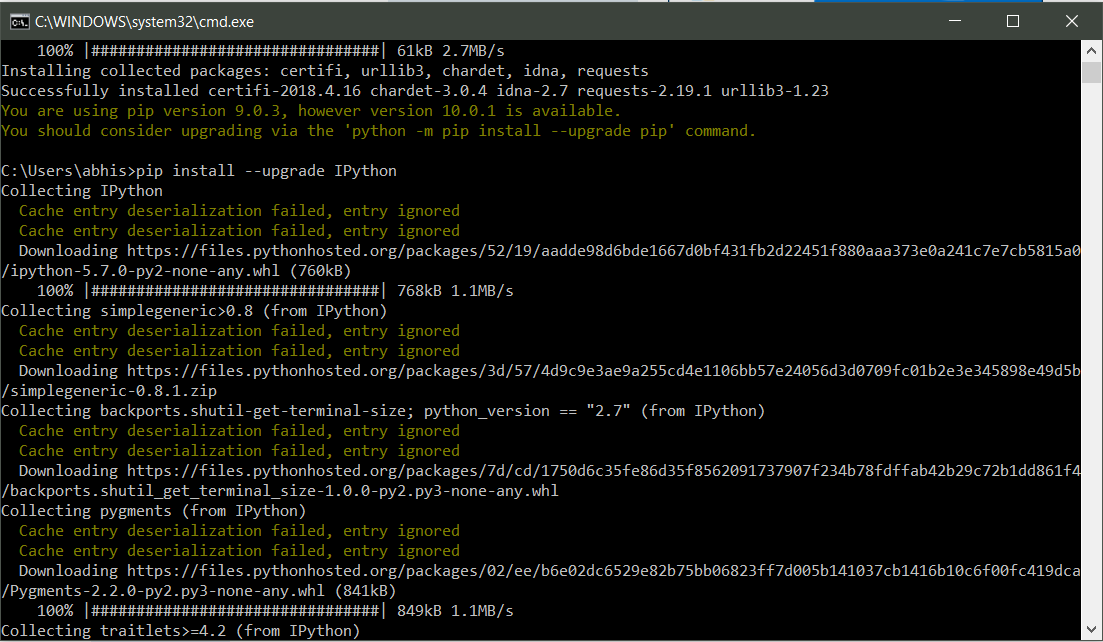 C:\WINDOWS\system32\cmd.exe
100% |################################| 61kB 2.7MB/s
Installing collected packages: certifi, urllib3, chardet, idna, requests
Successfully installed certifi-2018.4.16 chardet-3.0.4 idna-2.7 requests-2.19.1 urllib3-1.23
You are using pip version 9.0.3, however version 10.0.1 is available.
You should consider upgrading via the 'python -m pip install --upgrade pip' command.
C:\Users\abhis>pip install --upgrade IPython
Collecting IPython
Cache entry deserialization failed, entry ignored
Cache entry deserialization failed, entry ignored
Downloading https://files.pythonhosted.org/packages/52/19/aadde98d6bde1667d0bf431fb2d22451f880aaa373e0a241c7e7cb5815a0
/ipython-5.7.0-py2-none-any.whl (760kB)
100% |################################| 768kB 1.1MB/s
Collecting simplegeneric>0.8 (from IPython)
Cache entry deserialization failed, entry ignored
Cache entry deserialization failed, entry ignored
Downloading https://files.pythonhosted.org/packages/3d/57/4d9c9e3ae9a255cd4e1106bb57e24056d3d0709fc01b2e3e345898e49d5b
/simplegeneric-0.8.1.zip
Collecting backports.shutil-get-terminal-size; python_version == "2.7" (from IPython)
Cache entry deserialization failed, entry ignored
Cache entry deserialization failed, entry ignored
Downloading https://files.pythonhosted.org/packages/7d/cd/1750d6c35fe86d35f8562091737907f234b78fdffab42b29c72b1dd861f4
/backports.shutil_get_terminal_size-1.0.0-py2.py3-none-any.whl
Collecting pygments (from IPython)
Cache entry deserialization failed, entry ignored
Cache entry deserialization failed, entry ignored
Downloading https://files.pythonhosted.org/packages/02/ee/b6e02dc6529e82b75bb06823ff7d005b141037cb1416b10c6f00fc419dca
/Pygments-2.2.0-py2.py3-none-any.whl (841kB)
100% |################################| 849kB 1.1MB/s
Collecting traitlets>=4.2 (from IPython)